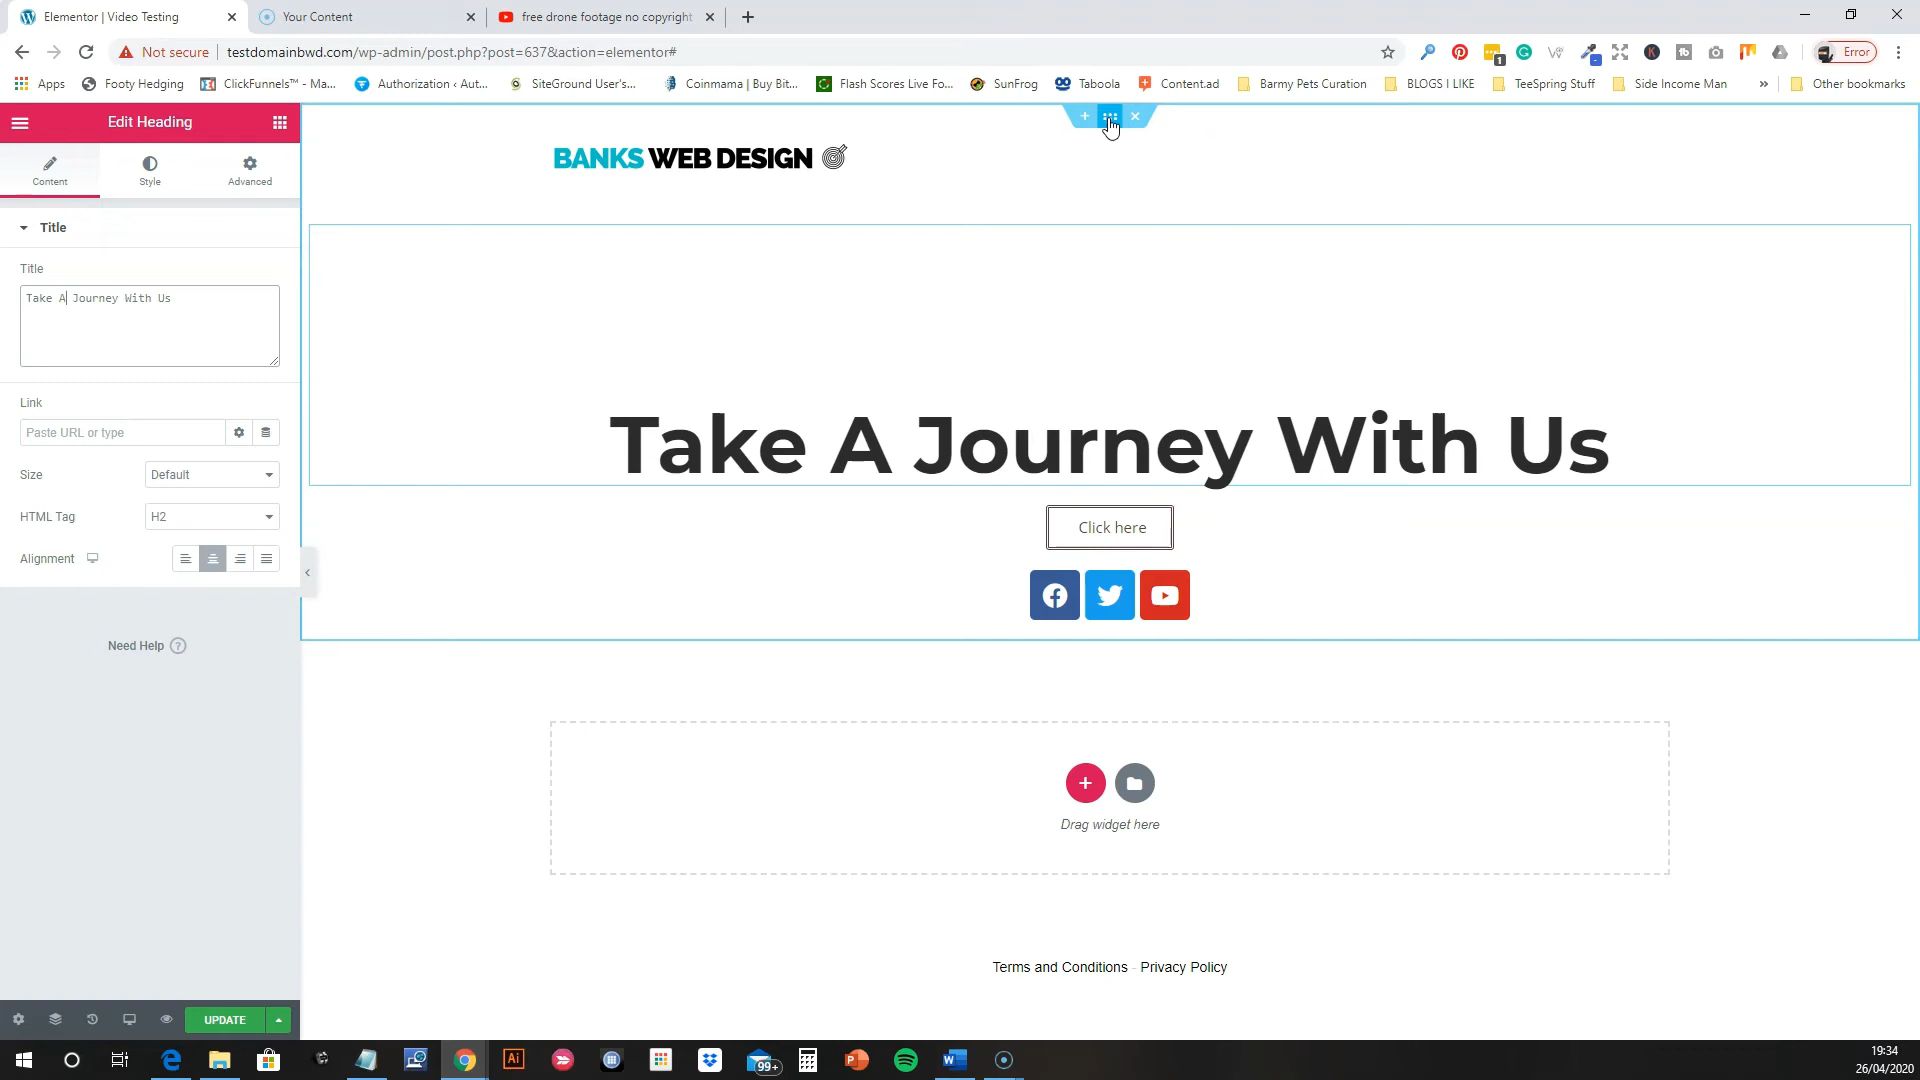 Elementor | Video Testing
Your Content
free drone footage no copyright
Not secure
testdomainbwd.com/wp-admin/post.php?post=637&action=elementor#
1
Error
Apps
Footy Hedging
ClickFunnels™ - Ma...
Authorization ‹ Aut...
SiteGround User's...
Coinmama | Buy Bit...
Flash Scores Live Fo...
SunFrog
Taboola
Content.ad
Barmy Pets Curation
BLOGS I LIKE
TeeSpring Stuff
Side Income Man
»
Other bookmarks
Edit Heading
Content
Style
Advanced
Title
Title
Take A Journey With Us
Link
Paste URL or type
Size
Default
HTML Tag
H2
Alignment
Need Help ?
UPDATE
BANKS WEB DESIGN
Take A Journey With Us
Click here
Drag widget here
Terms and Conditions - Privacy Policy
Ai
99+
19:34
26/04/2020